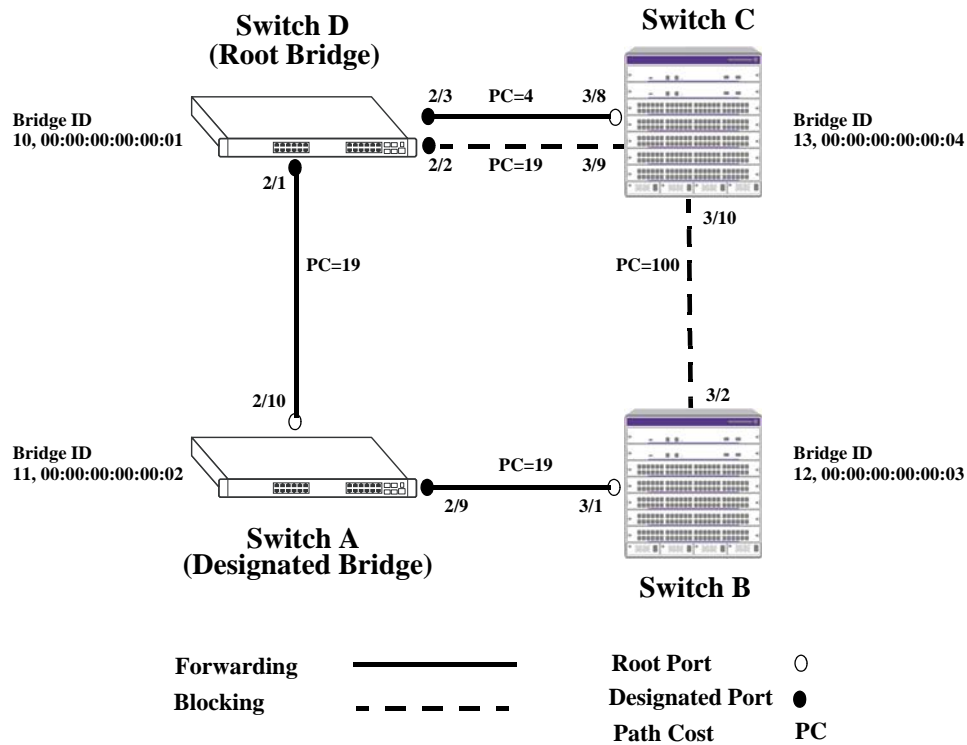 Switch D
(Root Bridge)
Switch C
Bridge ID
10, 00:00:00:00:00:01
2/3 PC=4 3/8
2/2 PC=19 3/9
2/1
Bridge ID
13, 00:00:00:00:00:04
3/10
PC=19
PC=100
2/10
3/2
Bridge ID
11, 00:00:00:00:00:02
PC=19
2/9 3/1
Bridge ID
12, 00:00:00:00:00:03
Switch A
(Designated Bridge)
Switch B
Forwarding
Blocking
Root Port
Designated Port
Path Cost PC